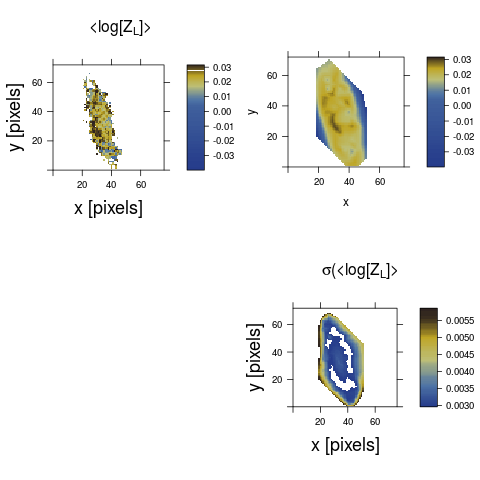 <log[Z_L]>
60
40
20
20 40 60
x [pixels]
y [pixels]
0.03
0.02
0.01
0.00
-0.01
-0.02
-0.03
60
40
20
20 40 60
x
y
0.03
0.02
0.01
0.00
-0.01
-0.02
-0.03
σ(<log[Z_L]>
60
40
20
20 40 60
x [pixels]
y [pixels]
0.0055
0.0050
0.0045
0.0040
0.0035
0.0030